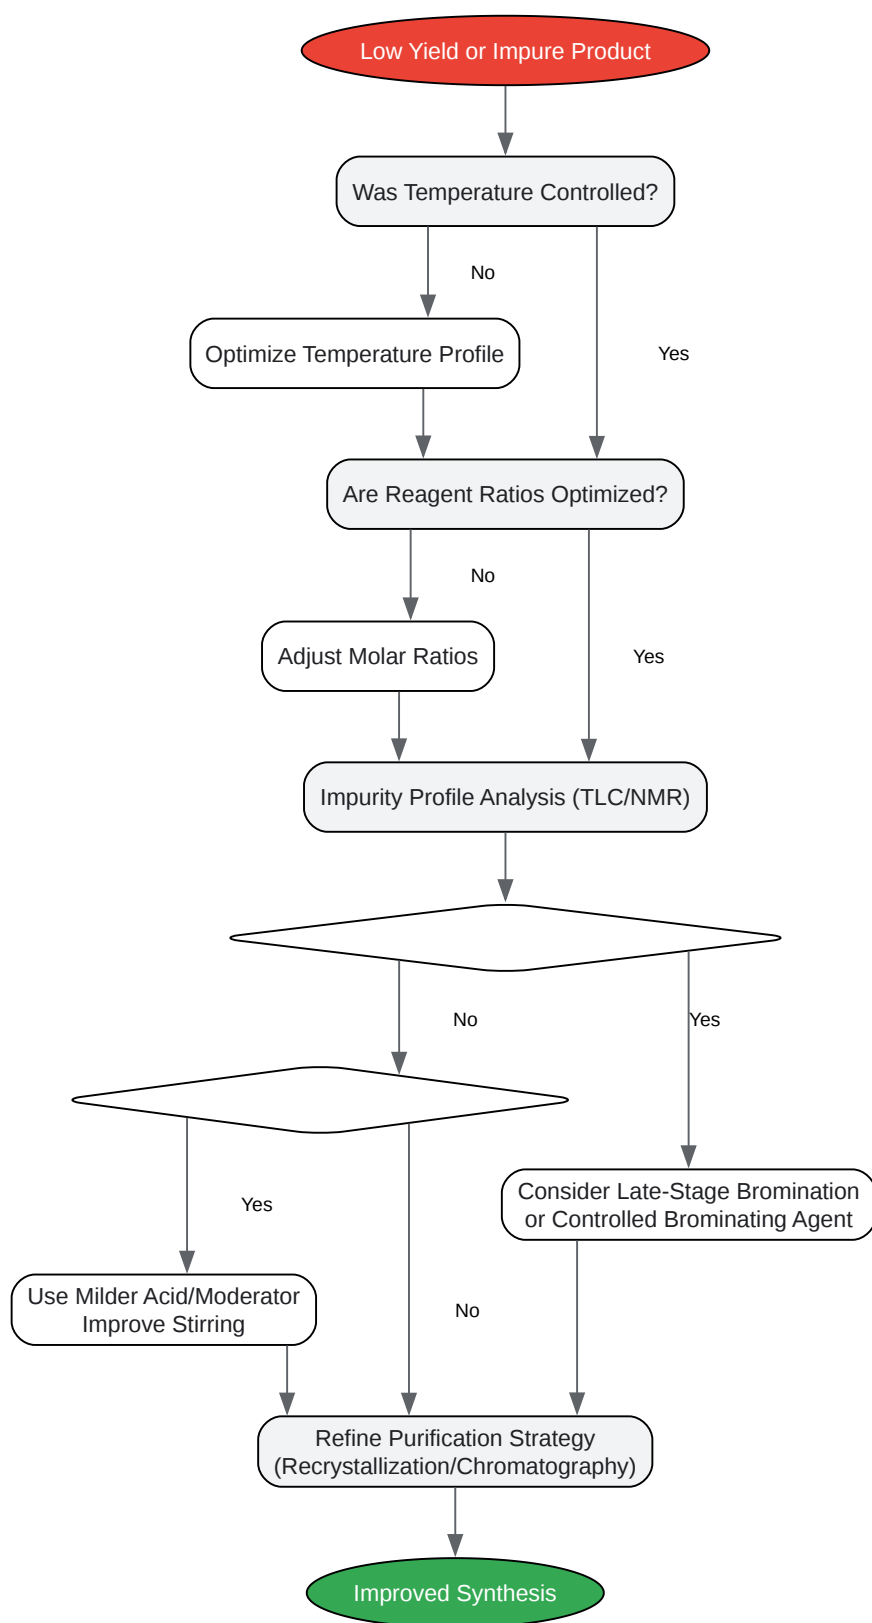 Low Yield or Impure Product
Was Temperature Controlled?
No
Optimize Temperature Profile
Yes
Are Reagent Ratios Optimized?
No
Adjust Molar Ratios
Yes
Impurity Profile Analysis (TLC/NMR)
No
Yes
Consider Late-Stage Bromination
or Controlled Brominating Agent
Yes
Use Milder Acid/Moderator
Improve Stirring
No
Refine Purification Strategy
(Recrystallization/Chromatography)
Improved Synthesis